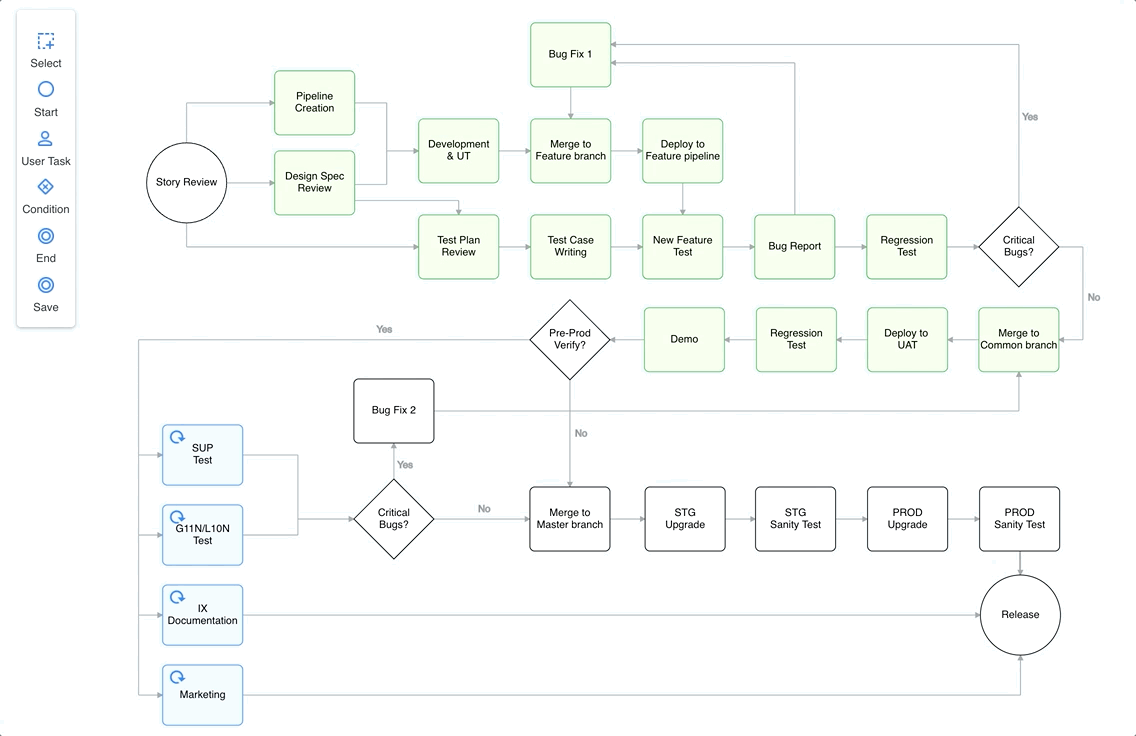 Select
Start
User Task
Condition
End
Save
Bug Fix 1
Pipeline
Creation
Yes
Development
& UT
Merge to
Feature branch
Deploy to
Feature pipeline
Story Review
Design Spec
Review
Test Plan
Review
Test Case
Writing
New Feature
Test
Bug Report
Regression
Test
Critical
Bugs?
No
Yes
Pre-Prod
Verify?
Demo
Regression
Test
Deploy to
UAT
Merge to
Common branch
Bug Fix 2
No
SUP
Test
Yes
G11N/L10N
Test
Critical
Bugs?
No
Merge to
Master branch
STG
Upgrade
STG
Sanity Test
PROD
Upgrade
PROD
Sanity Test
IX
Documentation
Release
Marketing